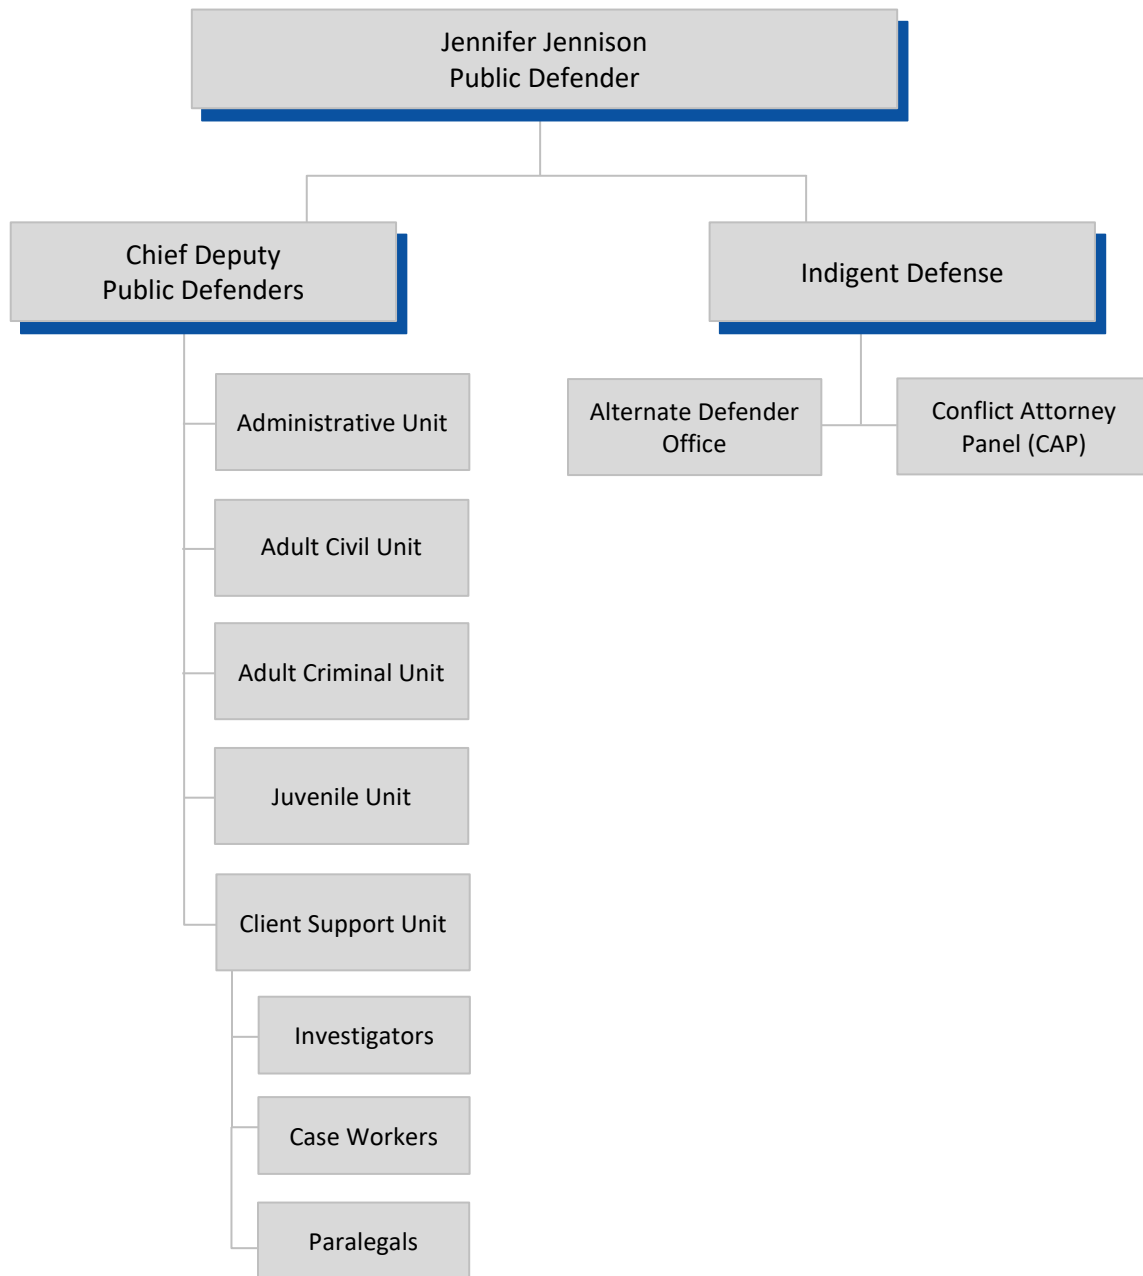 Jennifer Jennison
Public Defender
Chief Deputy
Public Defenders
Indigent Defense
Administrative Unit
Alternate Defender
Office
Conflict Attorney
Panel (CAP)
Adult Civil Unit
Adult Criminal Unit
Juvenile Unit
Client Support Unit
Investigators
Case Workers
Paralegals